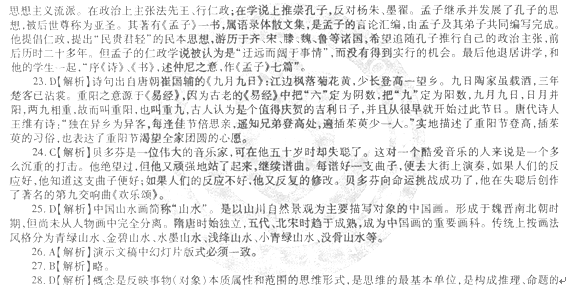 思想主义流派。在政治上主张法先王、行仁政;在学说上推崇孔子,反对杨朱、墨翟。孟子继承并发展了孔子的思
想,被后世尊称为亚圣。其著有《孟子》一书,属语录体散文集,是孟子的言论汇编,由孟子及其弟子共同编写完成。
他提倡仁政,提出“民贵君轻”的民本思想,游历于齐、宋、滕、魏、鲁等诸国,希望追随孔子推行自己的政治主张,前
后历时二十多年。但孟子的仁政学说被认为是“迂远而阔于事情”,而没有得到实行的机会。最后他退居讲学,和
他的学生一起,“序《诗》、《书》,述仲尼之意,作《孟子》七篇”。
23. D【解析】诗句出自唐朝崔国辅的《九月九日》:江边枫落菊花黄,少长登高一望乡。九日陶家虽载酒,三年
楚客已沾裳。重阳之意源于《易经》,因为古老的《易经》中把“六”定为阴数,把“九”定为阳数,九月九日,日月并
阳,两九相重,故而叫重阳,也叫重九,古人认为是个值得庆贺的吉利日子,并且从很早就开始过此节日。唐代诗人
王维有诗:“独在异乡为异客,每逢佳节倍思亲,遥知兄弟登高处,遍插茱萸少一人。”实地描述了重阳节登高,插茱
萸的习俗,也表达了重阳节渴望全家团圆的心愿。
24. C【解析】贝多芬是一位伟大的音乐家,可在他五十岁时却失聪了。这对一个酷爱音乐的人来说是一个多
么沉重的打击。他绝望过,但他又顽强地站了起来,继续谱曲。每谱好一支曲子,便去大街上演奏,如果人们的反
应好,他知道这支曲子便好;如果人们的反应不好,他又反复的修改。贝多芬向命运挑战成功了,他在失聪后创作
了著名的第九交响曲《欢乐颂》。
25. D【解析】中国山水画简称“山水”。是以山川自然景观为主要描写对象的中国画。形成于魏晋南北朝时
期,但尚未从人物画中完全分离。隋唐时始独立,五代、北宋时趋于成熟,成为中国画的重要画科。传统上按画法
风格分为青绿山水、金碧山水、水墨山水、浅绛山水、小青绿山水、没骨山水等。
26. A【解析】演示文稿中幻灯片版式必须一致。
27. B【解析】略。
28. D【解析】概念是反映事物(对象)本质属性和范围的思维形式,是思维的最基本单位,是构成推理、命题的